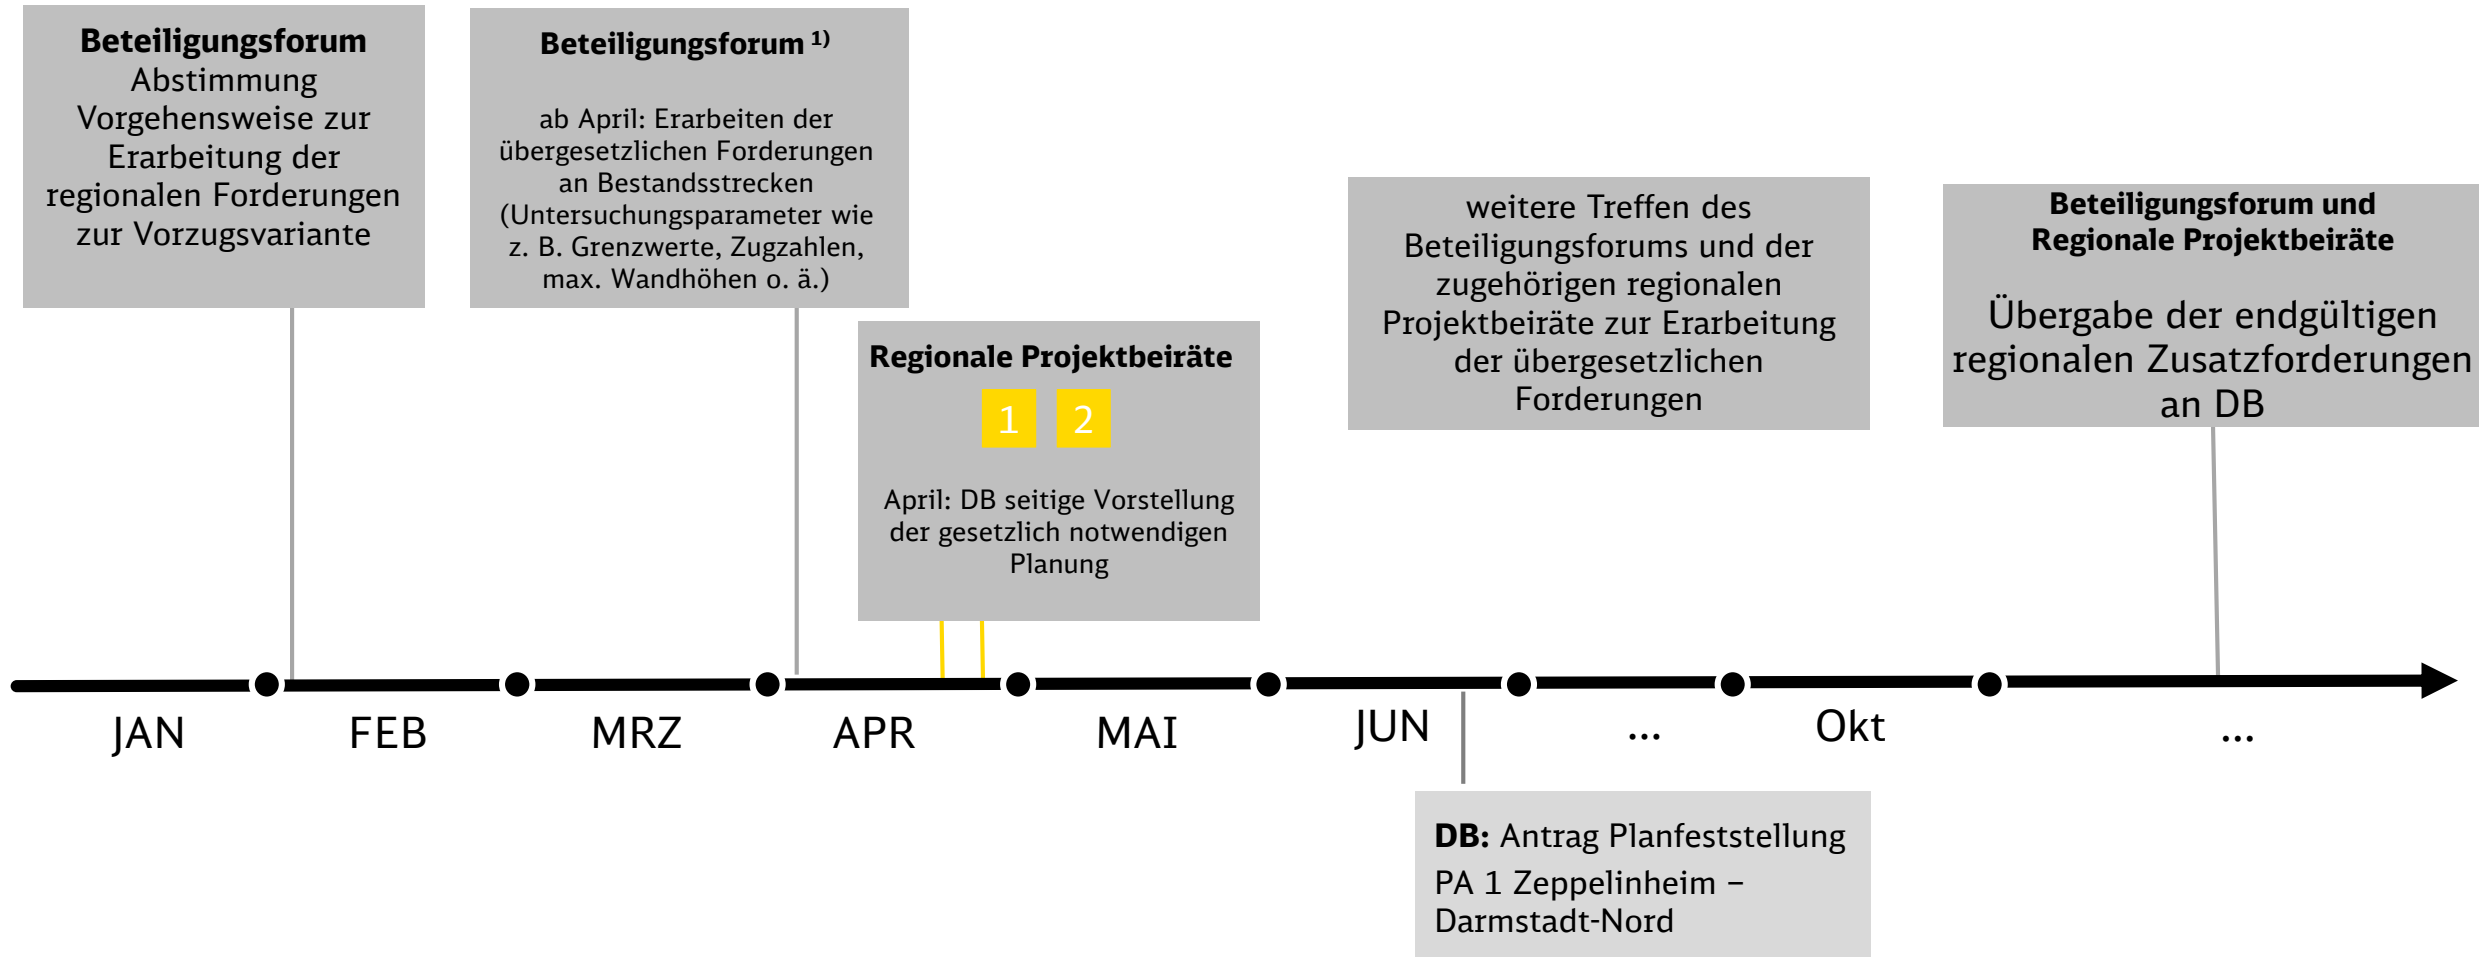 Beteiligungsforum
Abstimmung
Vorgehensweise zur
Erarbeitung der
regionalen Forderungen
zur Vorzugsvariante
Beteiligungsforum 1)
ab April: Erarbeiten der
übergesetzlichen Forderungen
an Bestandsstrecken
(Untersuchungsparameter wie
z. B. Grenzwerte, Zugzahlen,
max. Wandhöhen o. ä.)
Regionale Projektbeiräte
1 2
April: DB seitige Vorstellung
der gesetzlich notwendigen
Planung
weitere Treffen des
Beteiligungsforums und der
zugehörigen regionalen
Projektbeiräte zur Erarbeitung
der übergesetzlichen
Forderungen
Beteiligungsforum und
Regionale Projektbeiräte
Übergabe der endgültigen
regionalen Zusatzforderungen
an DB
JAN FEB MRZ APR MAI JUN ... Okt ...
DB: Antrag Planfeststellung
PA 1 Zeppelinheim –
Darmstadt-Nord